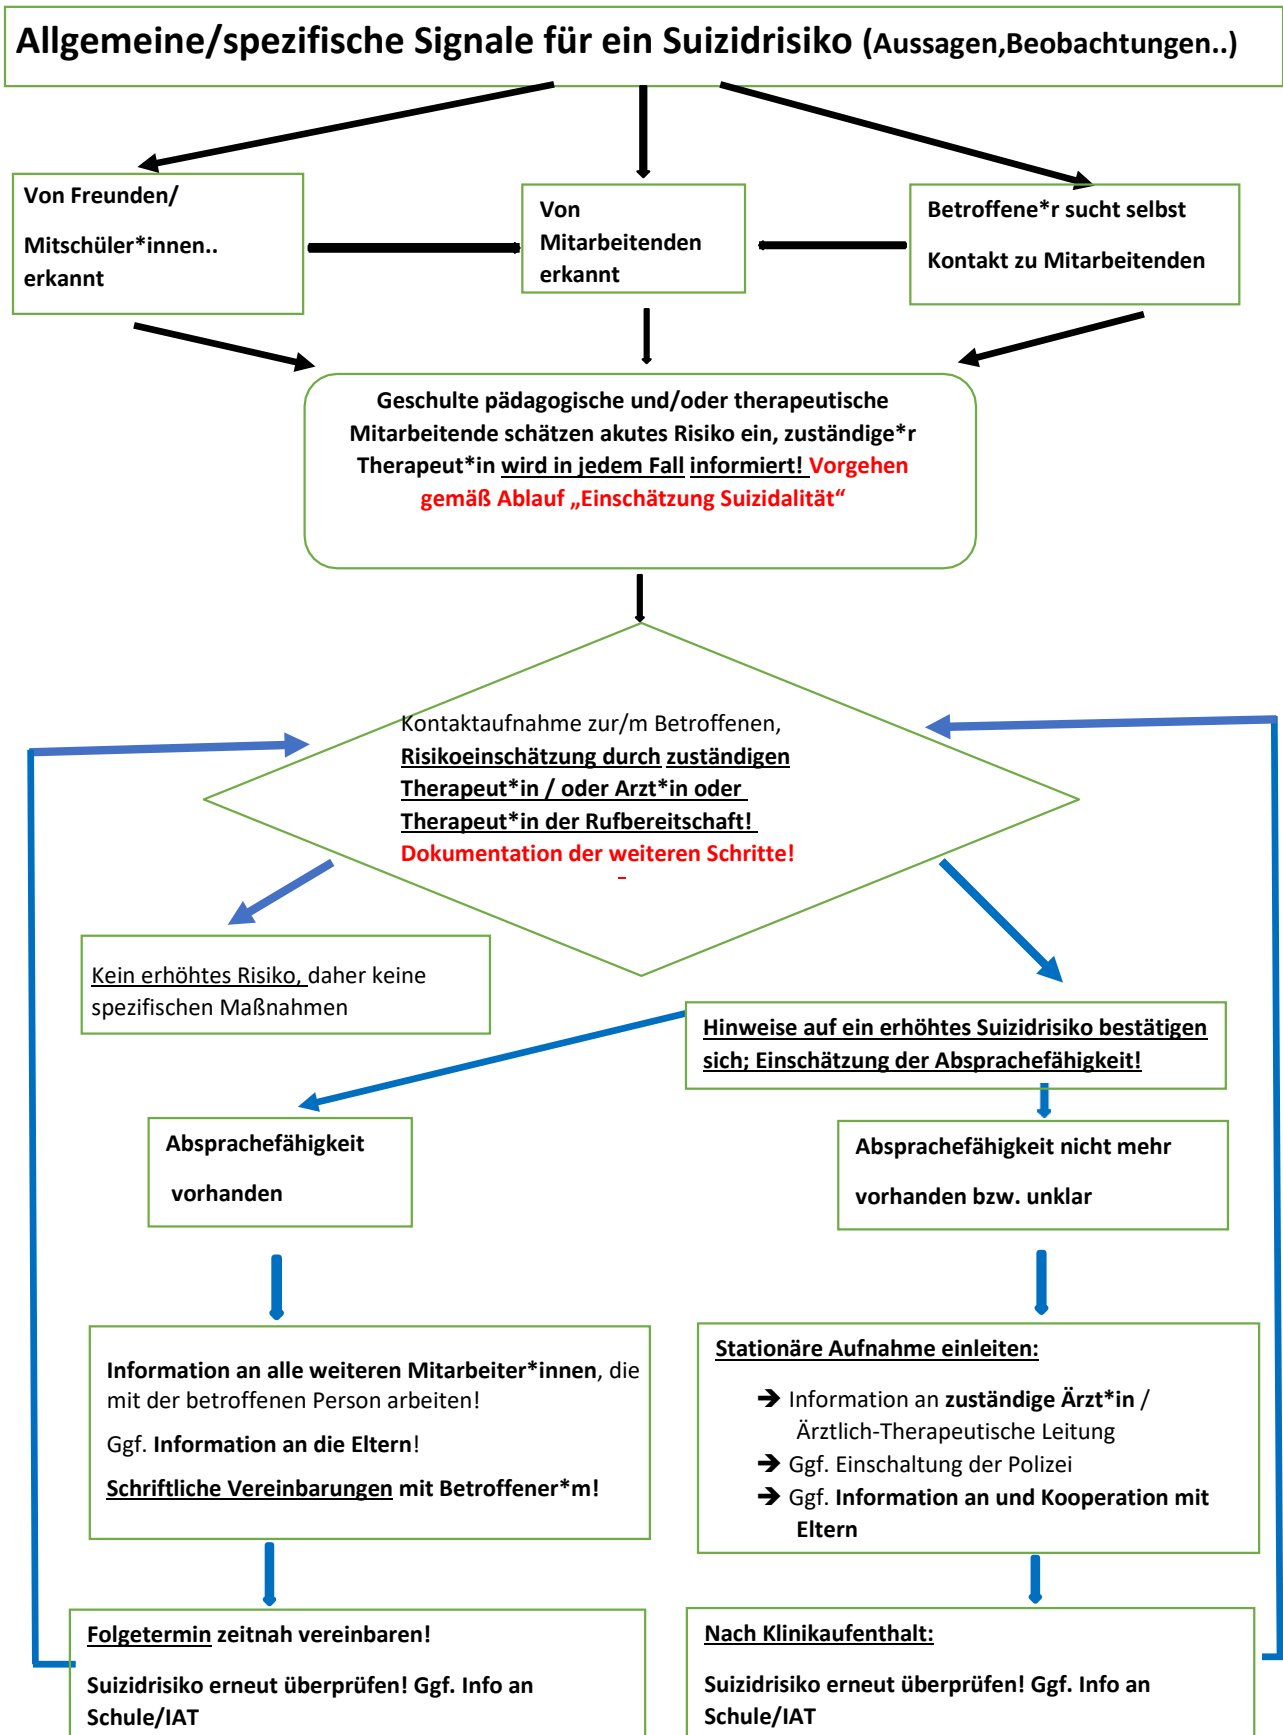 Allgemeine/spezifische Signale für ein Suizidrisiko (Aussagen,Beobachtungen..)
Von Freunden/
Mitschüler*innen..
erkannt
Von
Mitarbeitenden
erkannt
Betroffene*r sucht selbst
Kontakt zu Mitarbeitenden
Geschulte pädagogische und/oder therapeutische
Mitarbeitende schätzen akutes Risiko ein, zuständige*r
Therapeut*in wird in jedem Fall informiert! Vorgehen
gemäß Ablauf „Einschätzung Suizidalität“
Kontaktaufnahme zur/m Betroffenen,
Risikoeinschätzung durch zuständigen
Therapeut*in / oder Arzt*in oder
Therapeut*in der Rufbereitschaft!
Dokumentation der weiteren Schritte!
Kein erhöhtes Risiko, daher keine
spezifischen Maßnahmen
Hinweise auf ein erhöhtes Suizidrisiko bestätigen
sich; Einschätzung der Absprachefähigkeit!
Absprachefähigkeit
vorhanden
Absprachefähigkeit nicht mehr
vorhanden bzw. unklar
Information an alle weiteren Mitarbeiter*innen, die
mit der betroffenen Person arbeiten!
Ggf. Information an die Eltern!
Schriftliche Vereinbarungen mit Betroffener*m!
Stationäre Aufnahme einleiten:
➔ Information an zuständige Ärzt*in /
Ärztlich-Therapeutische Leitung
➔ Ggf. Einschaltung der Polizei
➔ Ggf. Information an und Kooperation mit
Eltern
Folgetermin zeitnah vereinbaren!
Suizidrisiko erneut überprüfen! Ggf. Info an
Schule/IAT
Nach Klinikaufenthalt:
Suizidrisiko erneut überprüfen! Ggf. Info an
Schule/IAT